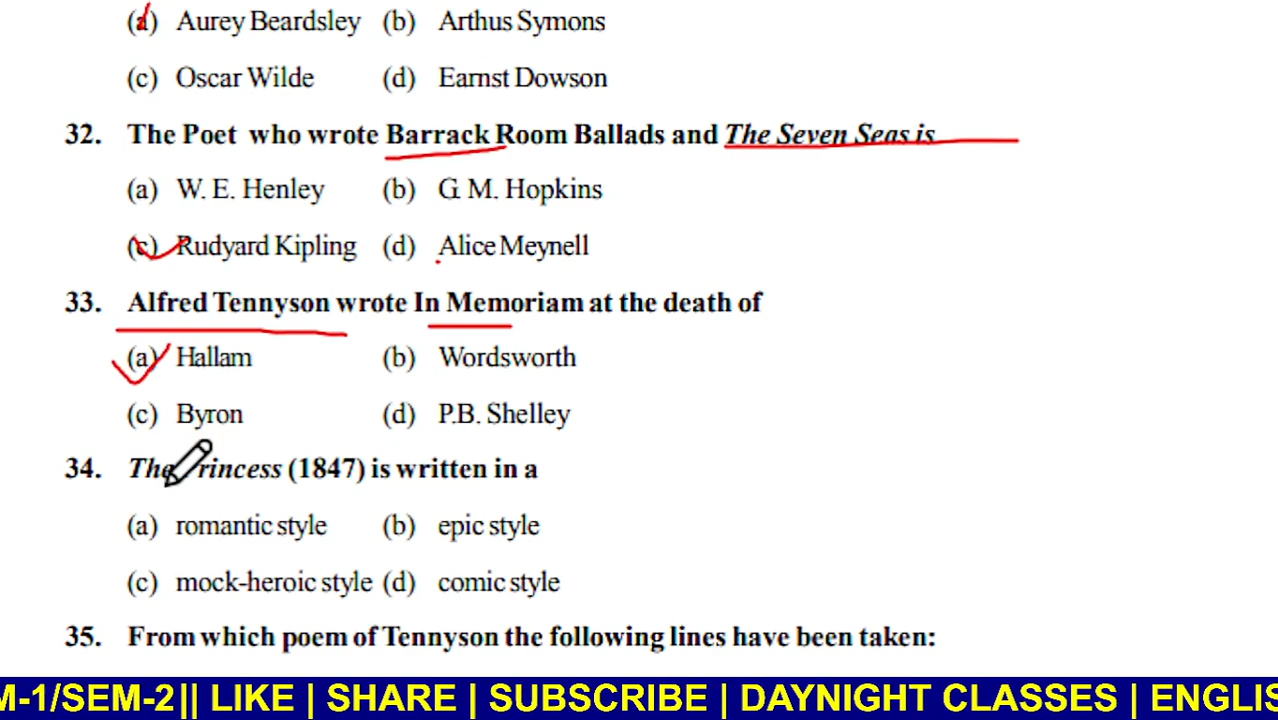 (a) Aurey Beardsley (b) Arthus Symons
(c) Oscar Wilde (d) Earnst Dowson
32. The Poet who wrote Barrack Room Ballads and The Seven Seas is
(a) W. E. Henley (b) G. M. Hopkins
(c) Rudyard Kipling (d) Alice Meynell
33. Alfred Tennyson wrote In Memoriam at the death of
(a) Hallam (b) Wordsworth
(c) Byron (d) P.B. Shelley
34. The Princess (1847) is written in a
(a) romantic style (b) epic style
(c) mock-heroic style (d) comic style
35. From which poem of Tennyson the following lines have been taken:
M-1/SEM-2|| LIKE | SHARE | SUBSCRIBE | DAYNIGHT CLASSES | ENGLIS